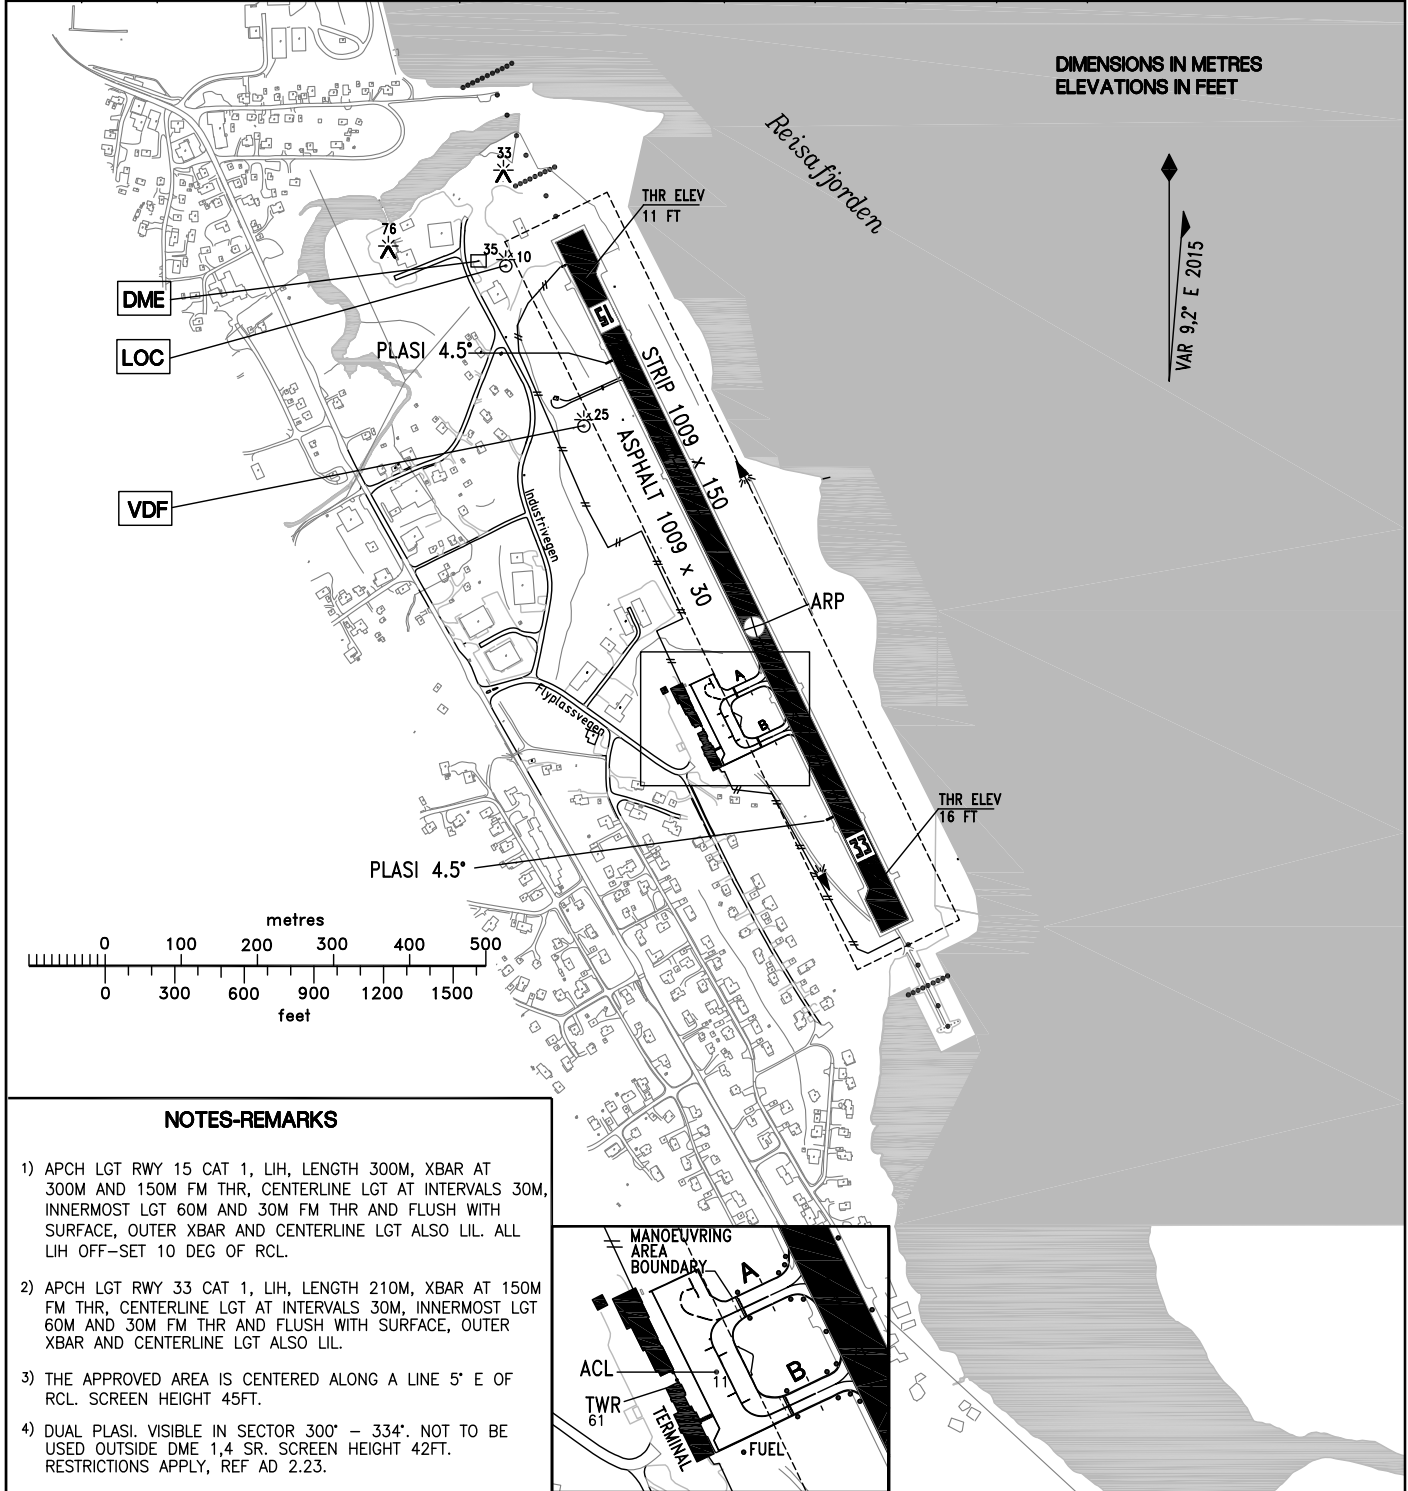 DIMENSIONS IN METRES
ELEVATIONS IN FEET
Reisafjorden
VAR 9,2° E 2015
33
THR ELEV
11 FT
76
35
10
DME
LOC
15
PLASI 4.5°
STRIP 1009 x 150
25
ASPHALT 1009 x 30
VDF
Industrivegen
ARP
A
B
Flyplassvegen
THR ELEV
16 FT
33
PLASI 4.5°
metres
0 100 200 300 400 500
0 300 600 900 1200 1500
feet
NOTES-REMARKS
1) APCH LGT RWY 15 CAT 1, LIH, LENGTH 300M, XBAR AT
300M AND 150M FM THR, CENTERLINE LGT AT INTERVALS 30M,
INNERMOST LGT 60M AND 30M FM THR AND FLUSH WITH
SURFACE, OUTER XBAR AND CENTERLINE LGT ALSO LIL. ALL
LIH OFF-SET 10 DEG OF RCL.
2) APCH LGT RWY 33 CAT 1, LIH, LENGTH 210M, XBAR AT 150M
FM THR, CENTERLINE LGT AT INTERVALS 30M, INNERMOST LGT
60M AND 30M FM THR AND FLUSH WITH SURFACE, OUTER
XBAR AND CENTERLINE LGT ALSO LIL.
3) THE APPROVED AREA IS CENTERED ALONG A LINE 5° E OF
RCL. SCREEN HEIGHT 45FT.
4) DUAL PLASI. VISIBLE IN SECTOR 300° - 334°. NOT TO BE
USED OUTSIDE DME 1,4 SR. SCREEN HEIGHT 42FT.
RESTRICTIONS APPLY, REF AD 2.23.
MANOEUVRING
AREA
BOUNDARY
A
B
ACL
11
TWR
61
TERMINAL
FUEL